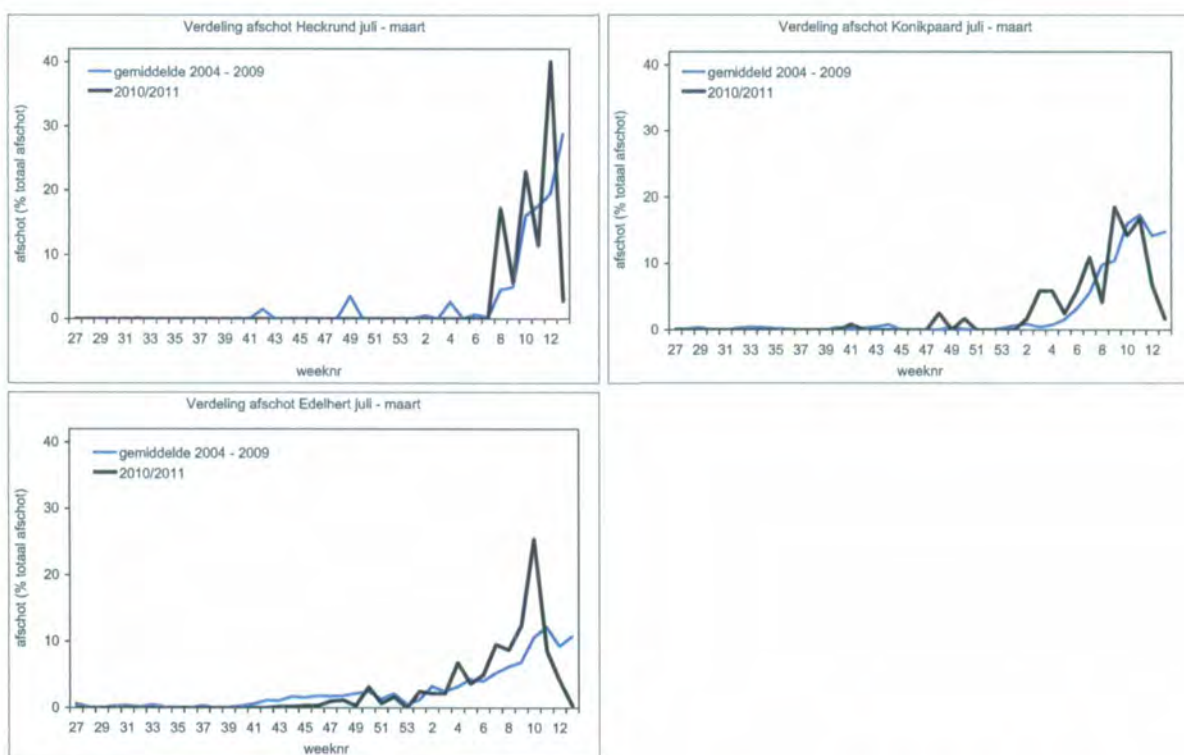 Verdeling afschot Heckrund juli - maart
40
30
20
10
0
afschot (% totaal afschot)
gemiddelde 2004 - 2009
2010/2011
27 29 31 33 35 37 39 41 43 45 47 49 51 53 2 4 6 8 10 12
weeknr
Verdeling afschot Konikpaard juli - maart
40
30
20
10
0
afschot (% totaal afschot)
gemiddeld 2004 - 2009
2010/2011
27 29 31 33 35 37 39 41 43 45 47 49 51 53 2 4 6 8 10 12
weeknr
Verdeling afschot Edelhert juli - maart
40
30
20
10
0
afschot (% totaal afschot)
gemiddelde 2004 - 2009
2010/2011
27 29 31 33 35 37 39 41 43 45 47 49 51 53 2 4 6 8 10 12
weeknr